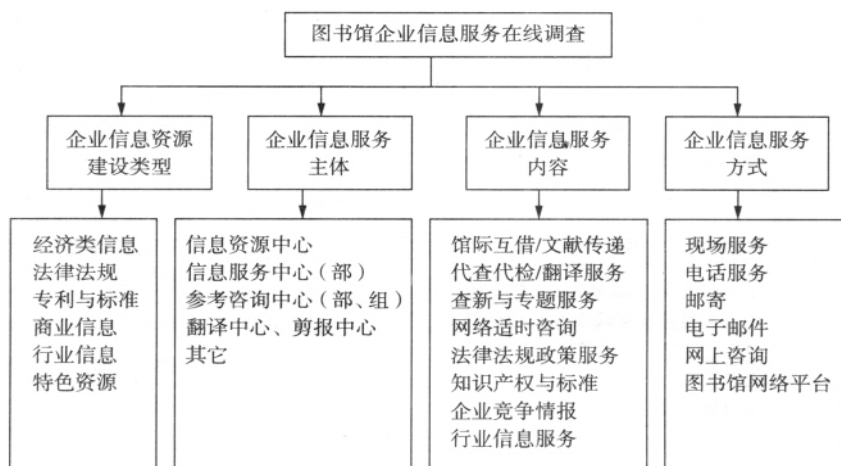 图书馆企业信息服务在线调查
企业信息资源
建设类型
企业信息服务
主体
企业信息服务
内容
企业信息服务
方式
经济类信息
法律法规
专利与标准
商业信息
行业信息
特色资源
信息资源中心
信息服务中心（部）
参考咨询中心（部、组）
翻译中心、剪报中心
其它
馆际互借/文献传递
代查代检/翻译服务
查新与专题服务
网络适时咨询
法律法规政策服务
知识产权与标准
企业竞争情报
行业信息服务
现场服务
电话服务
邮寄
电子邮件
网上咨询
图书馆网络平台